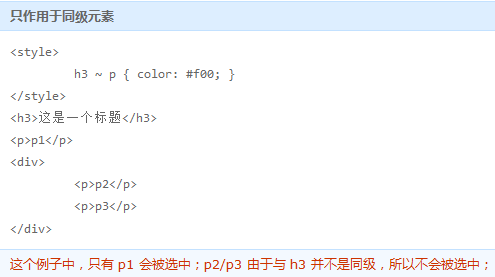 只作用于同级元素
<style>
h3 ~ p { color: #f00; }
</style>
<h3>这是一个标题</h3>
<p>p1</p>
<div>
<p>p2</p>
<p>p3</p>
</div>
这个例子中，只有 p1 会被选中；p2/p3 由于与 h3 并不是同级，所以不会被选中；